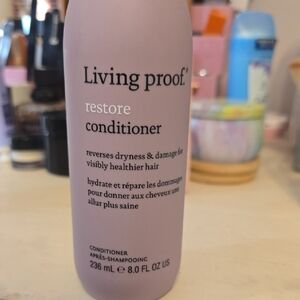 Living proof.®
restore
conditioner
reverses dryness & damage for
visibly healthier hair
hydrate et répare les dommages
pour donner aux cheveux une
allur plus saine
CONDITIONER
APRÈS-SHAMPOOING
236 mL ℮ 8.0 FL OZ US